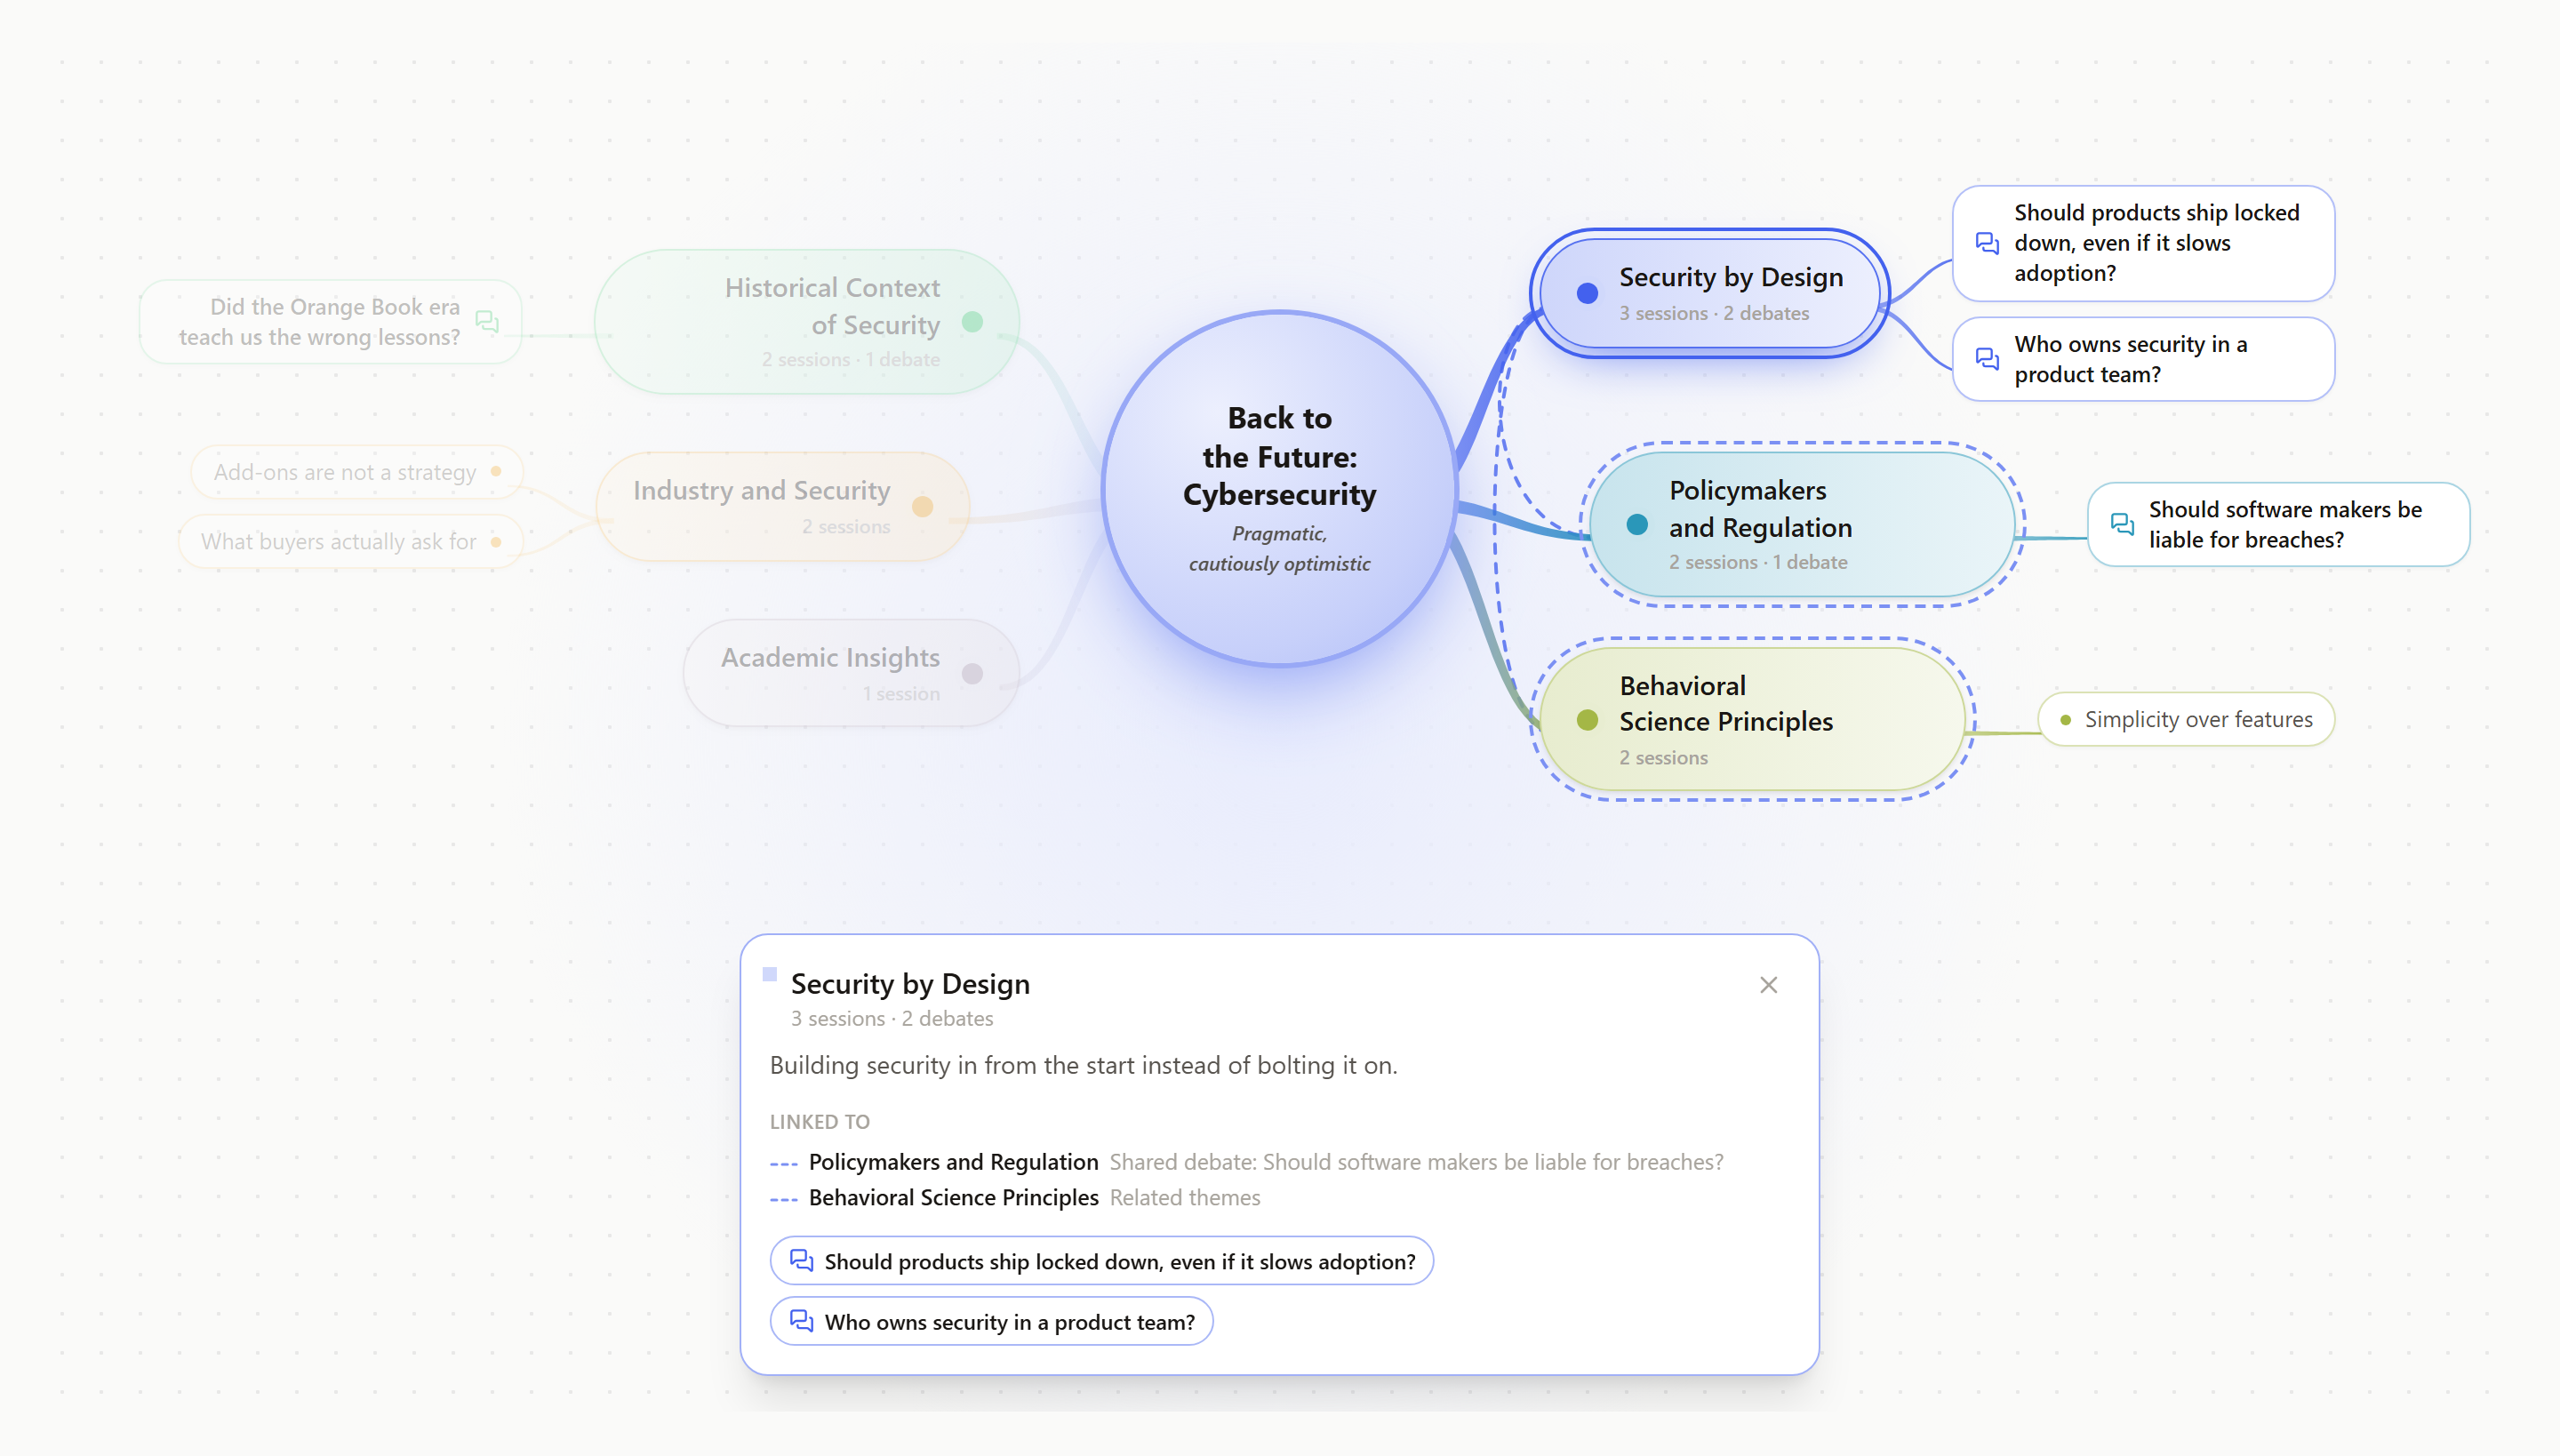 Did the Orange Book era
teach us the wrong lessons?
Historical Context
of Security
2 sessions · 1 debate
Add-ons are not a strategy
What buyers actually ask for
Industry and Security
2 sessions
Academic Insights
1 session
Back to
the Future:
Cybersecurity
Pragmatic,
cautiously optimistic
Security by Design
3 sessions · 2 debates
Should products ship locked
down, even if it slows
adoption?
Who owns security in a
product team?
Policymakers
and Regulation
2 sessions · 1 debate
Should software makers be
liable for breaches?
Behavioral
Science Principles
2 sessions
Simplicity over features
Security by Design
3 sessions · 2 debates
Building security in from the start instead of bolting it on.
LINKED TO
Policymakers and Regulation Shared debate: Should software makers be liable for breaches?
Behavioral Science Principles Related themes
Should products ship locked down, even if it slows adoption?
Who owns security in a product team?